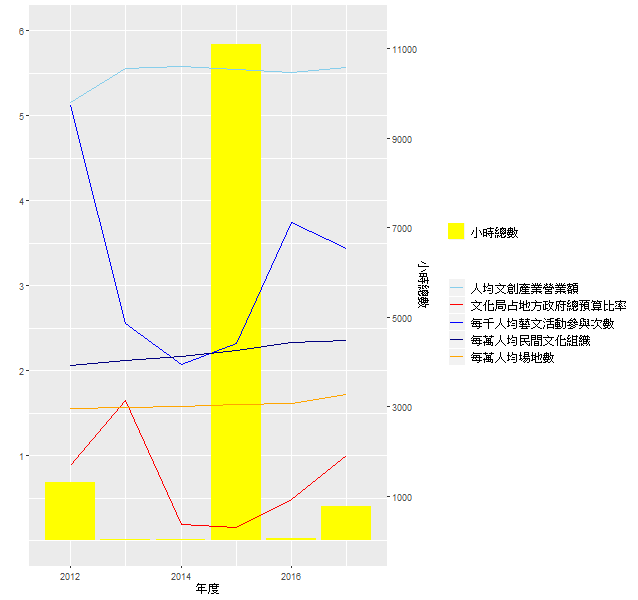 6
5
4
3
2
1
11000
9000
7000
5000
3000
1000
2012
2014
2016
年度
小時總數
小時總數
人均文創產業營業額
文化局占地方政府總預算比率
每千人均藝文活動參與次數
每萬人均民間文化組織
每萬人均場地數